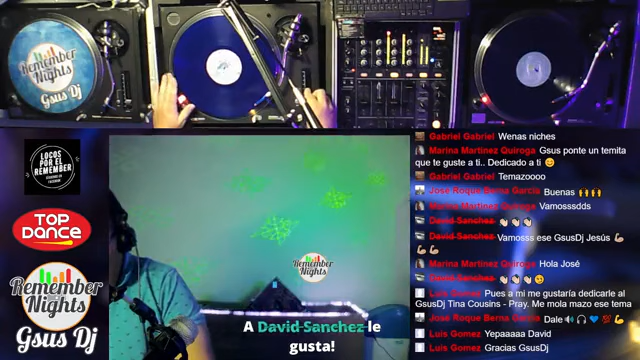 Remember
Nights
Gsus Dj
LOCOS
POR EL
REMEMBER
TOP
DANCE
Remember
Nights
Gsus Dj
Remember
Nights
A David Sanchez le
gusta!
Gabriel Gabriel Wenas niches
Marina Martinez Quiroga Gsus ponte un temita
que te guste a ti.. Dedicado a ti 😊
Gabriel Gabriel Temazoooo
Jose Roque Berna Garcia Buenas 🙌🙌
Marina Martinez Quiroga Vamosssdds
David Sanchez 👏🏻👏🏻👏🏻
David Sanchez Vamosss ese GsusDj Jesús 💪🏻
💪🏻💪🏻
Marina Martinez Quiroga Hola José
David Sanchez 👏🏻👏🏻👏🏻😉
Luis Gomez Pues a mi me gustaría dedicarle al
GsusDj Tina Cousins - Pray. Me mola mazo ese tema
Jose Roque Berna Garcia Dale🔊🎧💙💯💪
Luis Gomez Yepaaaaa David
Luis Gomez Gracias GsusDj